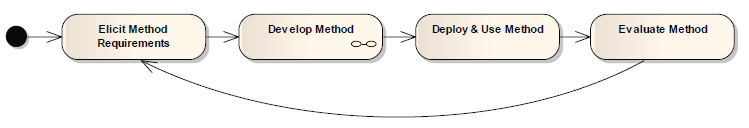 Elicit Method
Requirements
Develop Method
Deploy & Use Method
Evaluate Method